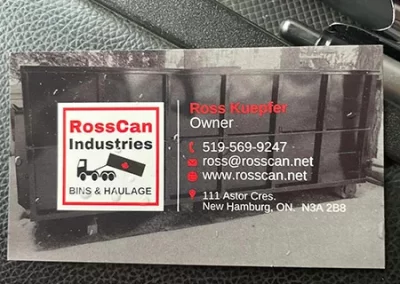 RossCan
Industries
BINS & HAULAGE
Ross Kuepfer
Owner
519-569-9247
ross@rosscan.net
www.rosscan.net
111 Astor Cres.
New Hamburg, ON. N3A 2B8